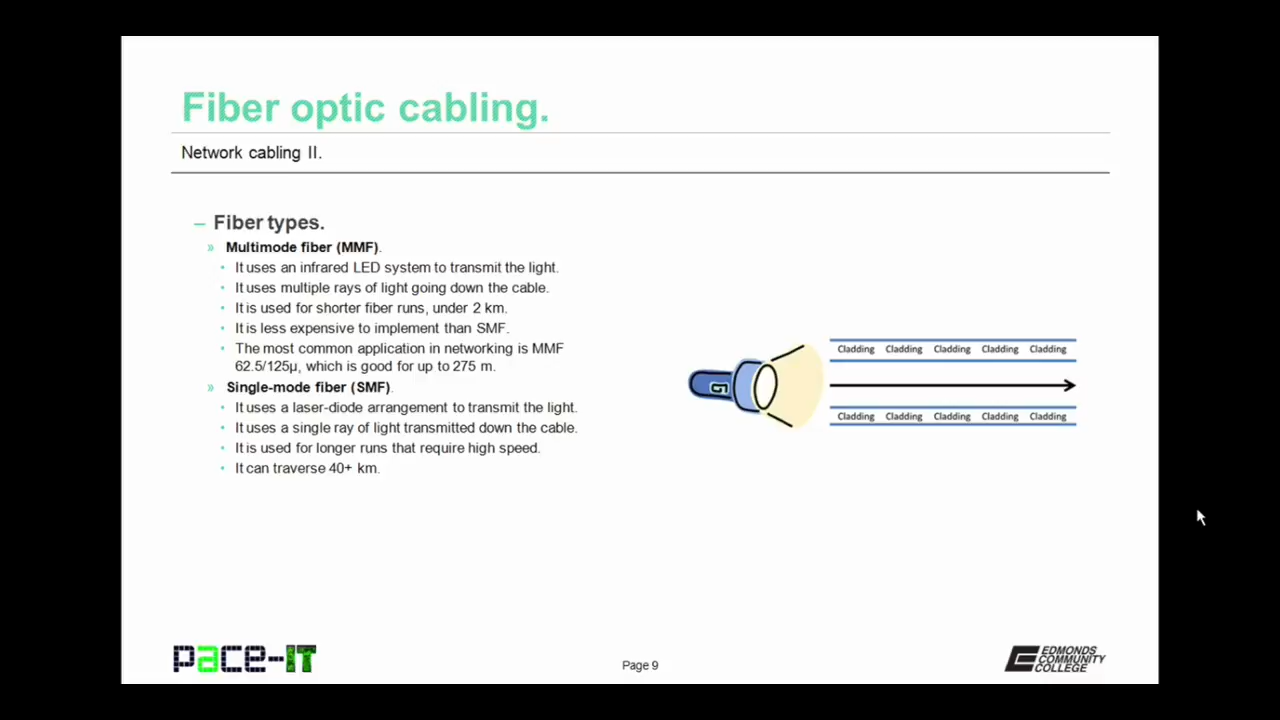 Fiber optic cabling.
Network cabling II.
– Fiber types.
» Multimode fiber (MMF).
• It uses an infrared LED system to transmit the light.
• It uses multiple rays of light going down the cable.
• It is used for shorter fiber runs, under 2 km.
• It is less expensive to implement than SMF.
• The most common application in networking is MMF
62.5/125µ, which is good for up to 275 m.
» Single-mode fiber (SMF).
• It uses a laser-diode arrangement to transmit the light.
• It uses a single ray of light transmitted down the cable.
• It is used for longer runs that require high speed.
• It can traverse 40+ km.
Cladding Cladding Cladding Cladding Cladding
Cladding Cladding Cladding Cladding Cladding
pace-IT
Page 9
EDMONDS
COMMUNITY
COLLEGE